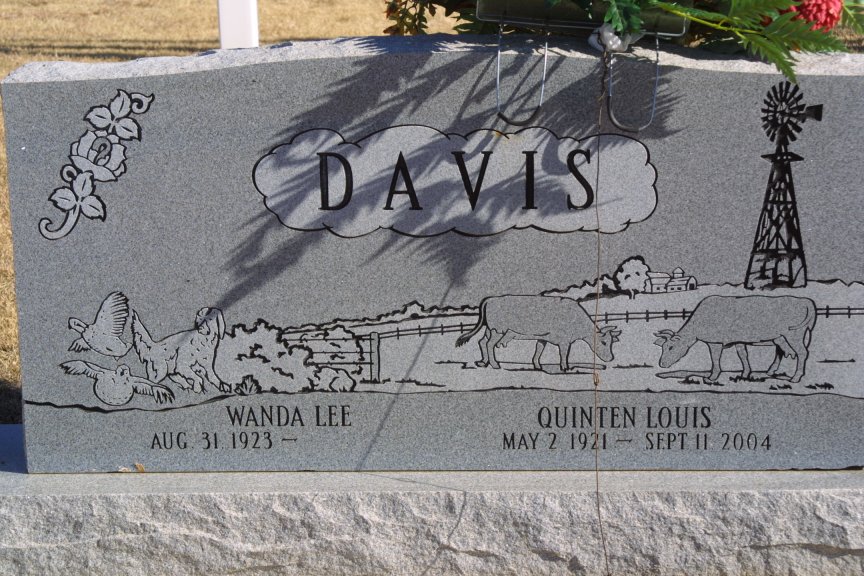 DAVIS
WANDA LEE
AUG 31 1923 –
QUINTEN LOUIS
MAY 2 1921 – SEPT 11 2004